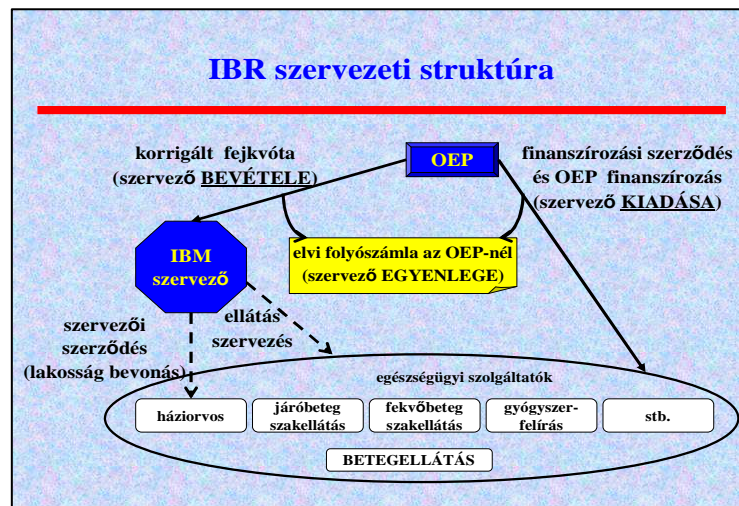 IBR szervezeti struktúra
korrigált fejkvóta
(szervező BEVÉTELE)
OEP
finanszírozási szerződés
és OEP finanszírozás
(szervező KIADÁSA)
IBM
szervező
elvi folyószámla az OEP-nél
(szervező EGYENLEGE)
szervezői
szerződés
(lakosság bevonás)
ellátás
szervezés
egészségügyi szolgáltatók
háziorvos
járóbeteg
szakellátás
fekvőbeteg
szakellátás
gyógyszer-
felírás
stb.
BETEGELLÁTÁS